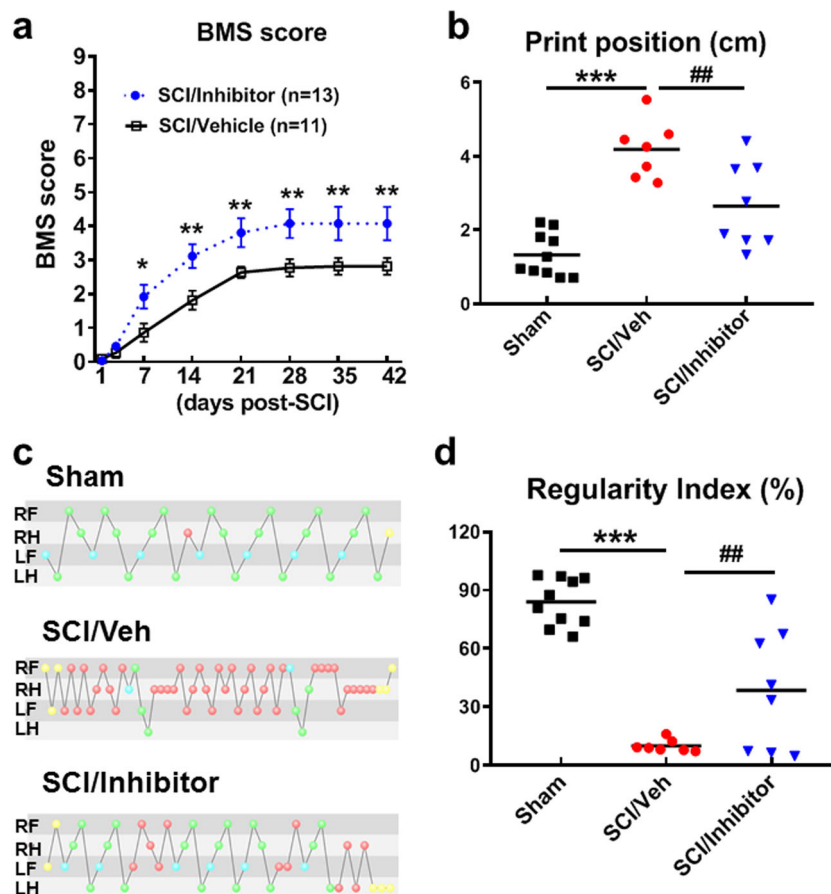 a
BMS score
9
8
7
6
5
4
3
2
1
0
BMS score
SCI/Inhibitor (n=13)
SCI/Vehicle (n=11)
*
**
**
**
**
**
1 7 14 21 28 35 42
(days post-SCI)
b
Print position (cm)
6
4
2
0
***
##
Sham
SCI/Veh
SCI/Inhibitor
c
Sham
RF
RH
LF
LH
SCI/Veh
RF
RH
LF
LH
SCI/Inhibitor
RF
RH
LF
LH
d
Regularity Index (%)
120
90
60
30
0
***
##
Sham
SCI/Veh
SCI/Inhibitor